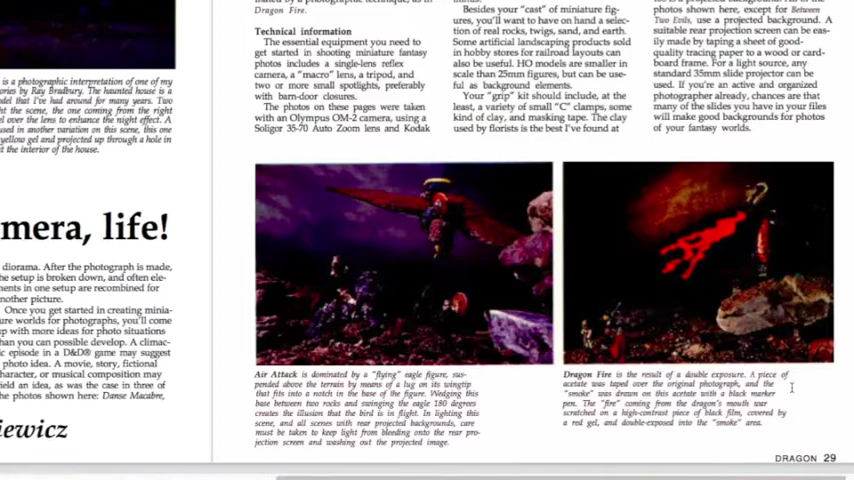 is a photographic interpretation of one of my
ories by Ray Bradbury. The haunted house is a
del that I've had around for many years. Two
ht the scene, the one coming from the right
el over the lens to enhance the night effect. A
used in another variation on this scene, this one
yellow gel and projected up through a hole in
at the interior of the house.
mera, life!
diorama. After the photograph is made,
he setup is broken down, and often ele-
ments in one setup are recombined for
nother picture.
Once you get started in creating minia-
ure worlds for photographs, you'll come
up with more ideas for photo situations
than you can possible develop. A climac-
ic episode in a D&D® game may suggest
photo idea. A movie, story, fictional
haracter, or musical composition may
ield an idea, as was the case in three of
he photos shown here: Danse Macabre,
iewicz
Dragon Fire.
Technical information
The essential equipment you need to
get started in shooting miniature fantasy
photos includes a single-lens reflex
camera, a "macro" lens, a tripod, and
two or more small spotlights, preferably
with barn-door closures.
The photos on these pages were taken
with an Olympus OM-2 camera, using a
Soligor 35-70 Auto Zoom lens and Kodak
Besides your "cast" of miniature fig-
ures, you'll want to have on hand a selec-
tion of real rocks, twigs, sand, and earth.
Some artificial landscaping products sold
in hobby stores for railroad layouts can
also be useful. HO models are smaller in
scale than 25mm figures, but can be use-
ful as background elements.
Your "grip" kit should include, at the
least, a variety of small "C" clamps, some
kind of clay, and masking tape. The clay
used by florists is the best I've found at
photos shown here, except for Between
Two Evils, use a projected background. A
suitable rear projection screen can be eas-
ily made by taping a sheet of good-
quality tracing paper to a wood or card-
board frame. For a light source, any
standard 35mm slide projector can be
used. If you're an active and organized
photographer already, chances are that
many of the slides you have in your files
will make good backgrounds for photos
of your fantasy worlds.
Air Attack is dominated by a "flying" eagle figure, sus-
pended above the terrain by means of a lug on its wingtip
that fits into a notch in the base of the figure. Wedging this
base between two rocks and swinging the eagle 180 degrees
creates the illusion that the bird is in flight. In lighting this
scene, and all scenes with rear projected backgrounds, care
must be taken to keep light from bleeding onto the rear pro-
jection screen and washing out the projected image.
Dragon Fire is the result of a double exposure. A piece of
acetate was taped over the original photograph, and the
"smoke" was drawn on this acetate with a black marker
pen. The "fire" coming from the dragon's mouth was
scratched on a high-contrast piece of black film, covered by
a red gel, and double-exposed into the "smoke" area.
DRAGON 29